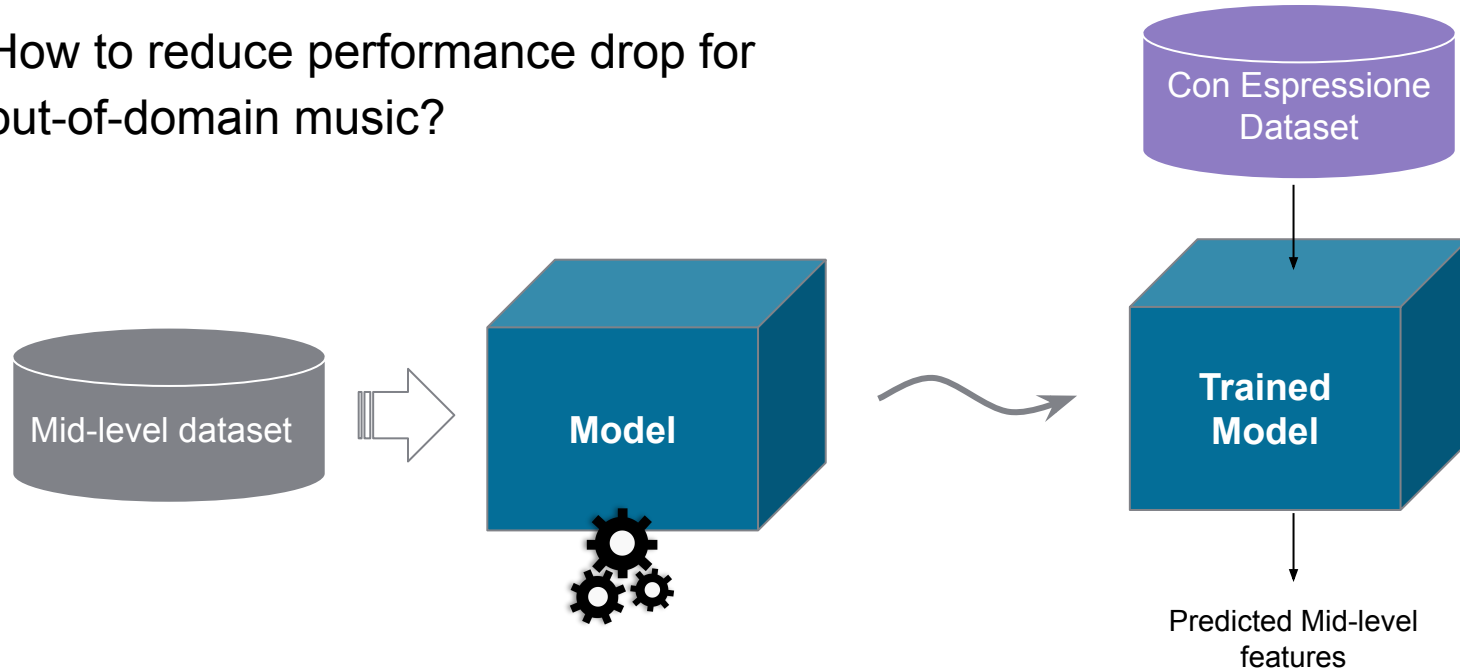 How to reduce performance drop for
out-of-domain music?
Con Espressione
Dataset
Mid-level dataset
Model
Trained
Model
Predicted Mid-level
features